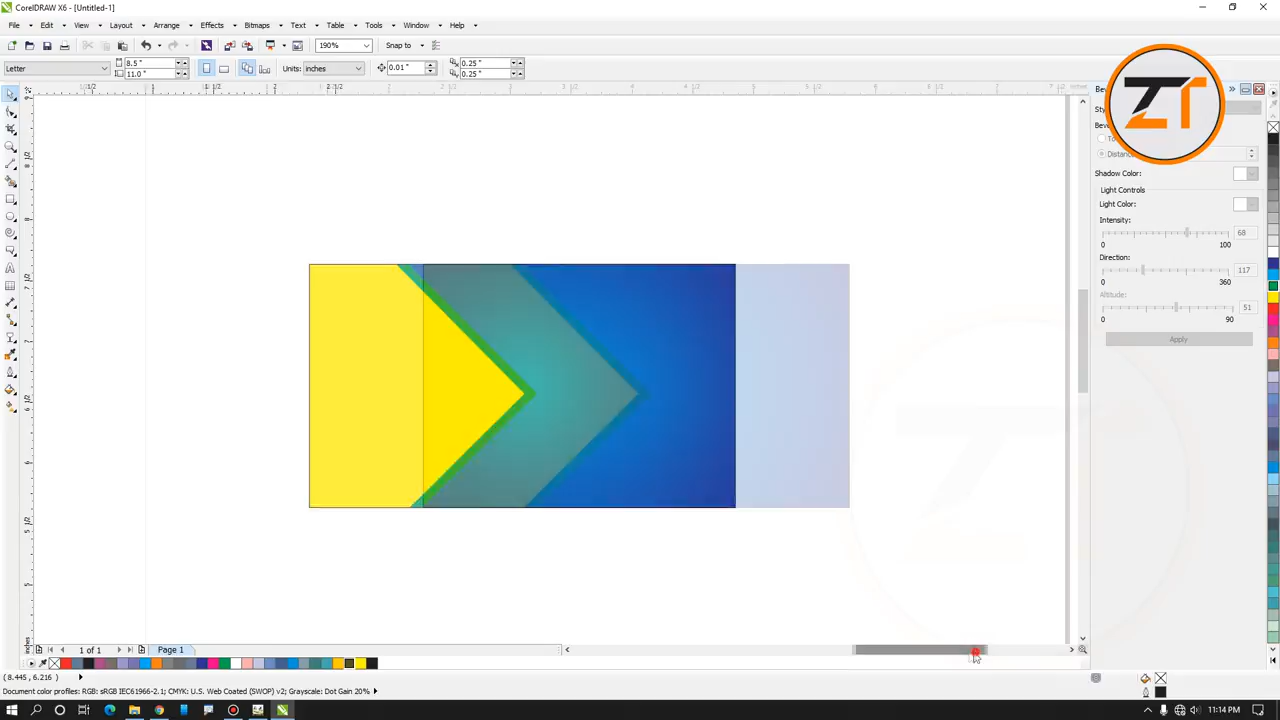 CorelDRAW X6 - [Untitled-1]
File Edit View Layout Arrange Effects Bitmaps Text Table Tools Window Help
190% Snap to
Letter 8.5 " 11.0 " Units: inches 0.01 " 0.25 " 0.25 "
ZT
Shadow Color:
Light Controls
Light Color:
Intensity:
68
0 100
Direction:
117
0 360
Altitude:
51
0 90
Apply
1 of 1 Page 1
(8.445, 6.216)
Document color profiles: RGB: sRGB IEC61966-2.1; CMYK: U.S. Web Coated (SWOP) v2; Grayscale: Dot Gain 20%
11:14 PM